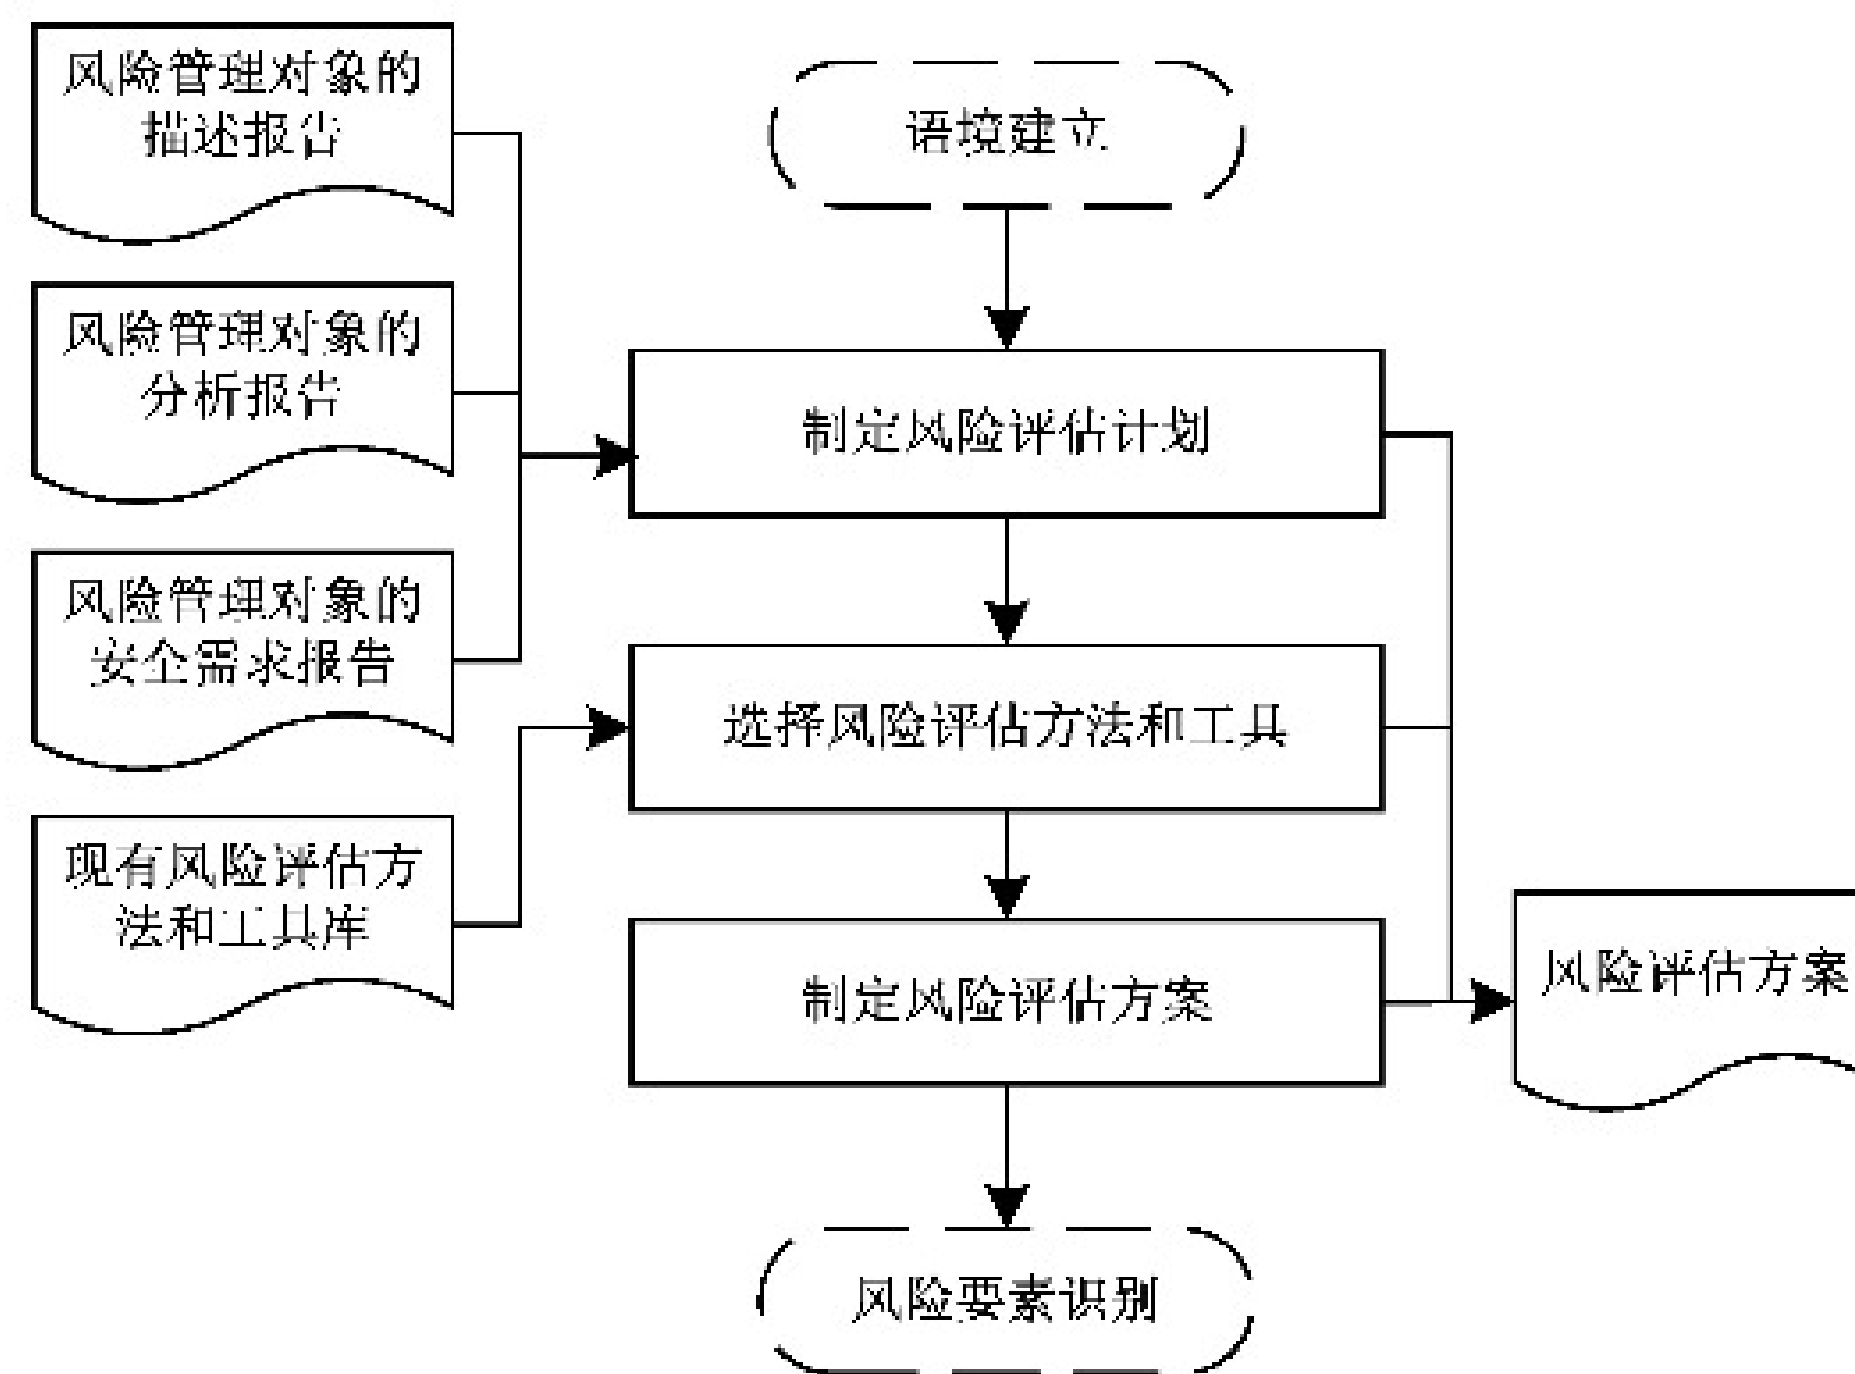 风险管理对象的
描述报告
语境建立
风险管理对象的
分析报告
制定风险评估计划
风险管理对象的
安全需求报告
选择风险评估方法和工具
现有风险评估方
法和工具库
制定风险评估方案
风险评估方案
风险要素识别